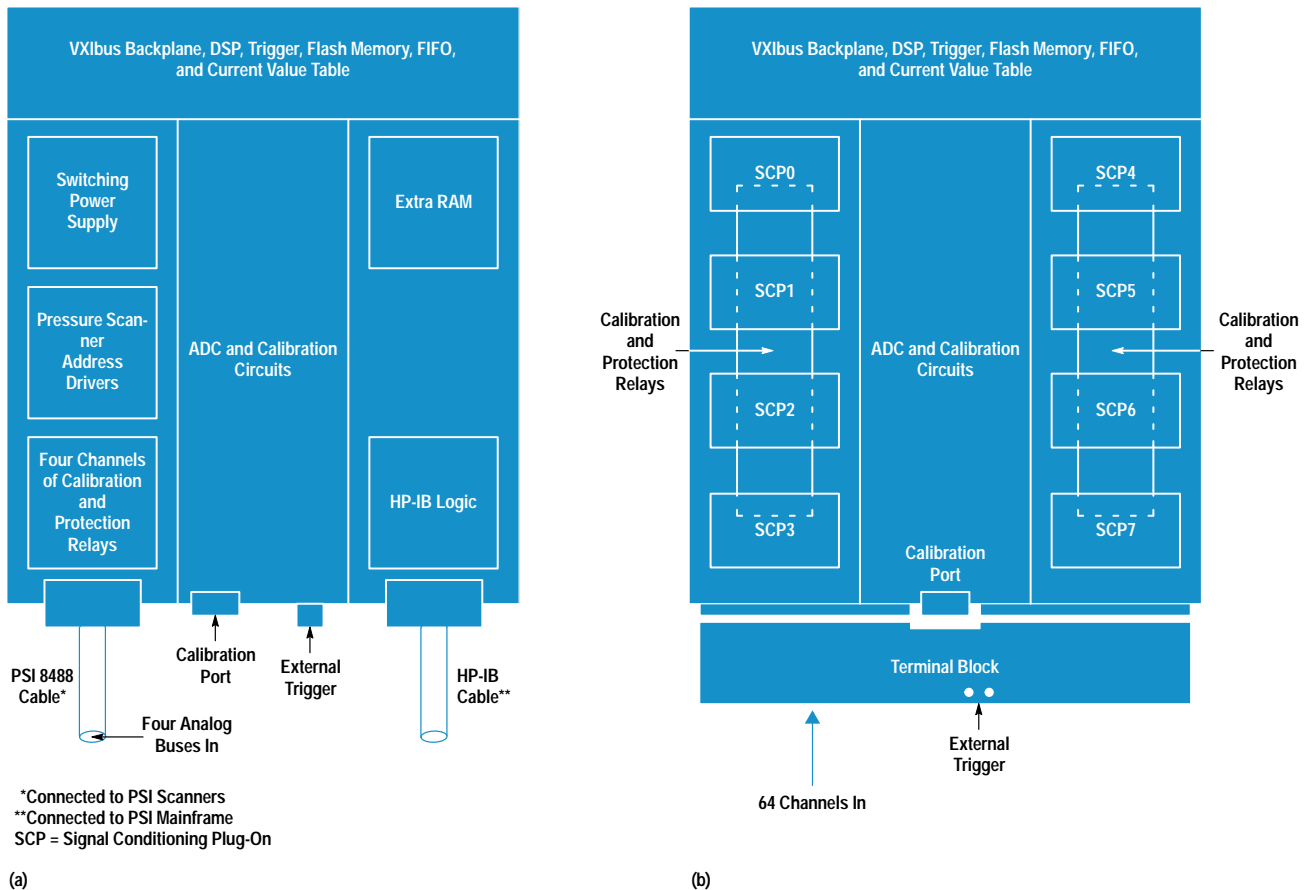 VXIbus Backplane, DSP, Trigger, Flash Memory, FIFO,
and Current Value Table
Switching
Power
Supply
Extra RAM
Pressure Scan-
ner
Address
Drivers
ADC and Calibration
Circuits
Four Channels
of Calibration
and
Protection
Relays
HP-IB Logic
PSI 8488
Cable*
Calibration
Port
External
Trigger
HP-IB
Cable**
Four Analog
Buses In
*Connected to PSI Scanners
**Connected to PSI Mainframe
SCP = Signal Conditioning Plug-On
(a)
VXIbus Backplane, DSP, Trigger, Flash Memory, FIFO,
and Current Value Table
SCP0
SCP4
SCP1
SCP5
Calibration
and
Protection
Relays
ADC and Calibration
Circuits
Calibration
and
Protection
Relays
SCP2
SCP6
SCP3
SCP7
Calibration
Port
Terminal Block
External
Trigger
64 Channels In
(b)